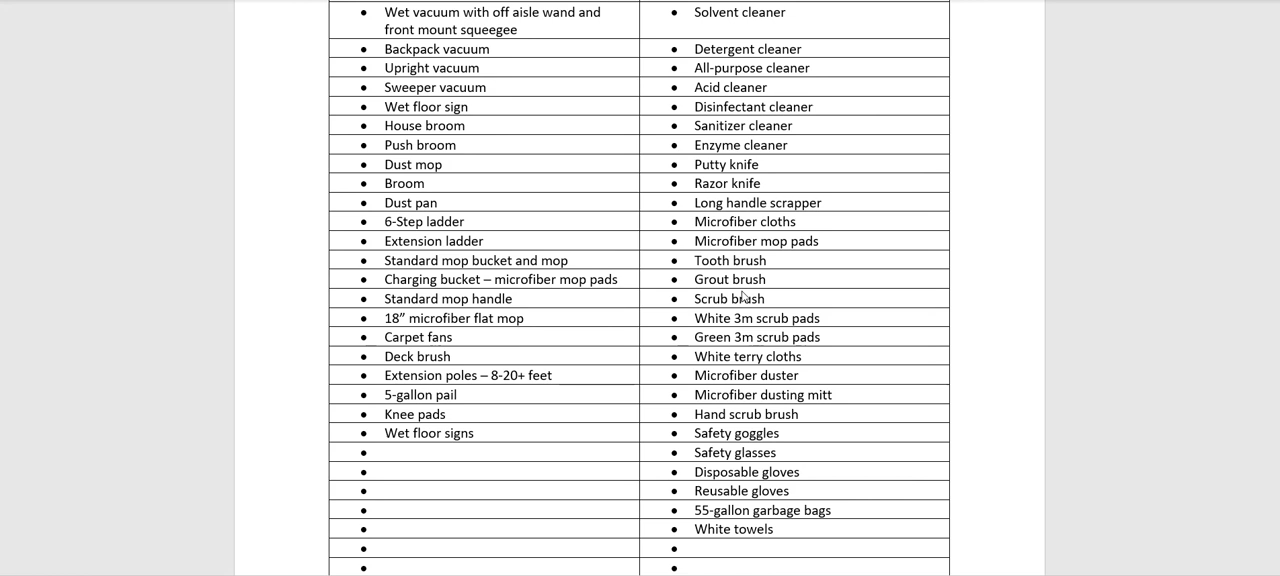 • Wet vacuum with off aisle wand and
front mount squeegee
• Solvent cleaner
• Backpack vacuum
• Detergent cleaner
• Upright vacuum
• All-purpose cleaner
• Sweeper vacuum
• Acid cleaner
• Wet floor sign
• Disinfectant cleaner
• House broom
• Sanitizer cleaner
• Push broom
• Enzyme cleaner
• Dust mop
• Putty knife
• Broom
• Razor knife
• Dust pan
• Long handle scrapper
• 6-Step ladder
• Microfiber cloths
• Extension ladder
• Microfiber mop pads
• Standard mop bucket and mop
• Tooth brush
• Charging bucket – microfiber mop pads
• Grout brush
• Standard mop handle
• Scrub brush
• 18” microfiber flat mop
• White 3m scrub pads
• Carpet fans
• Green 3m scrub pads
• Deck brush
• White terry cloths
• Extension poles – 8-20+ feet
• Microfiber duster
• 5-gallon pail
• Microfiber dusting mitt
• Knee pads
• Hand scrub brush
• Wet floor signs
• Safety goggles
• Safety glasses
• Disposable gloves
• Reusable gloves
• 55-gallon garbage bags
• White towels